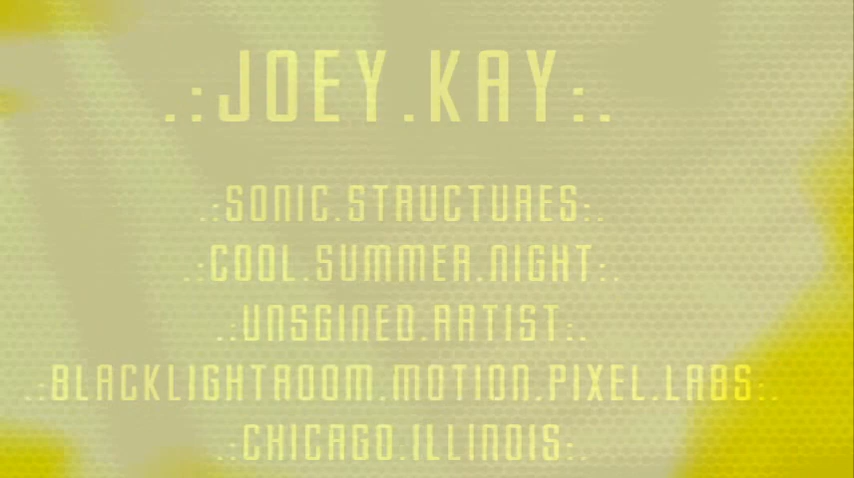 .:JOEY.KAY:.
.:SONIC.STRUCTURES:.
.:COOL.SUMMER.NIGHT:.
.:UNSGINED.ARTIST:.
.:BLACKLIGHTROOM.MOTION.PIXEL.LABS:.
.:CHICAGO.ILLINOIS:.